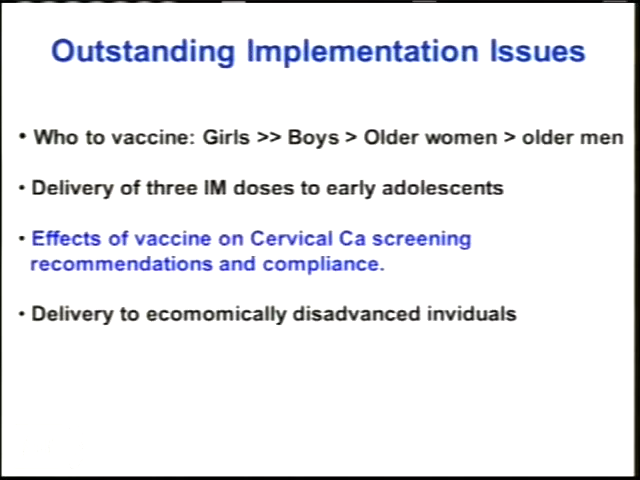 Outstanding Implementation Issues
• Who to vaccine: Girls >> Boys > Older women > older men
• Delivery of three IM doses to early adolescents
• Effects of vaccine on Cervical Ca screening
recommendations and compliance.
• Delivery to ecomomically disadvanced inviduals